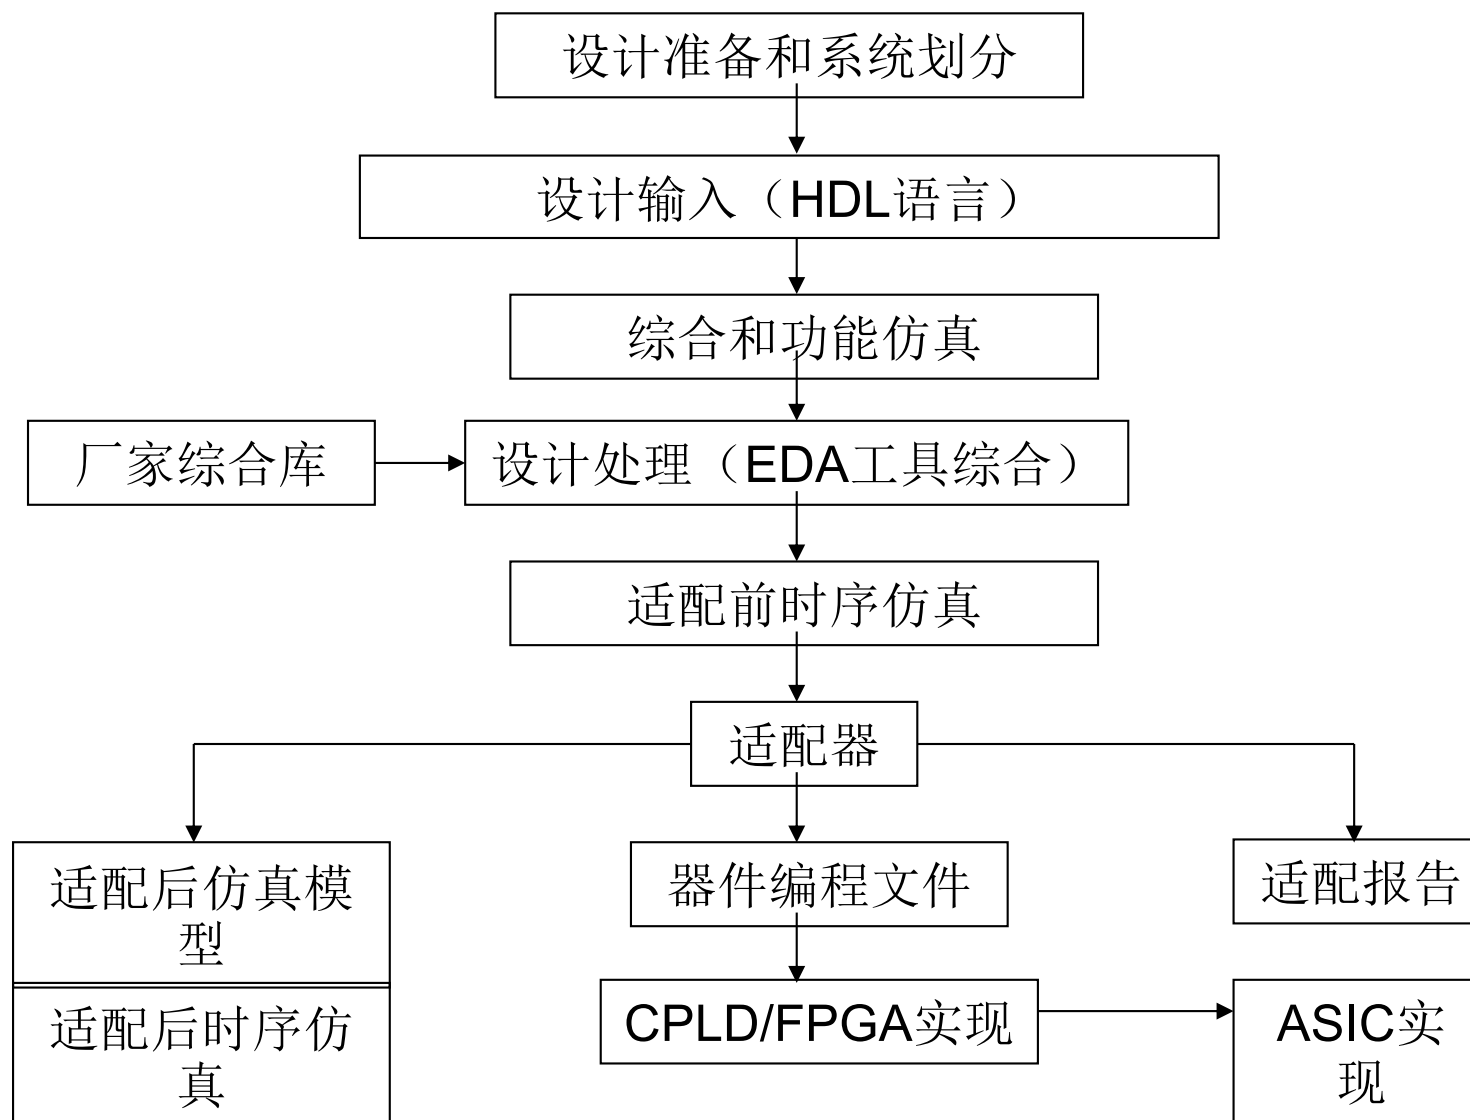 设计准备和系统划分
设计输入（HDL语言）
综合和功能仿真
厂家综合库
设计处理（EDA工具综合）
适配前时序仿真
适配器
适配后仿真模
型
器件编程文件
适配报告
适配后时序仿
真
CPLD/FPGA实现
ASIC实
现